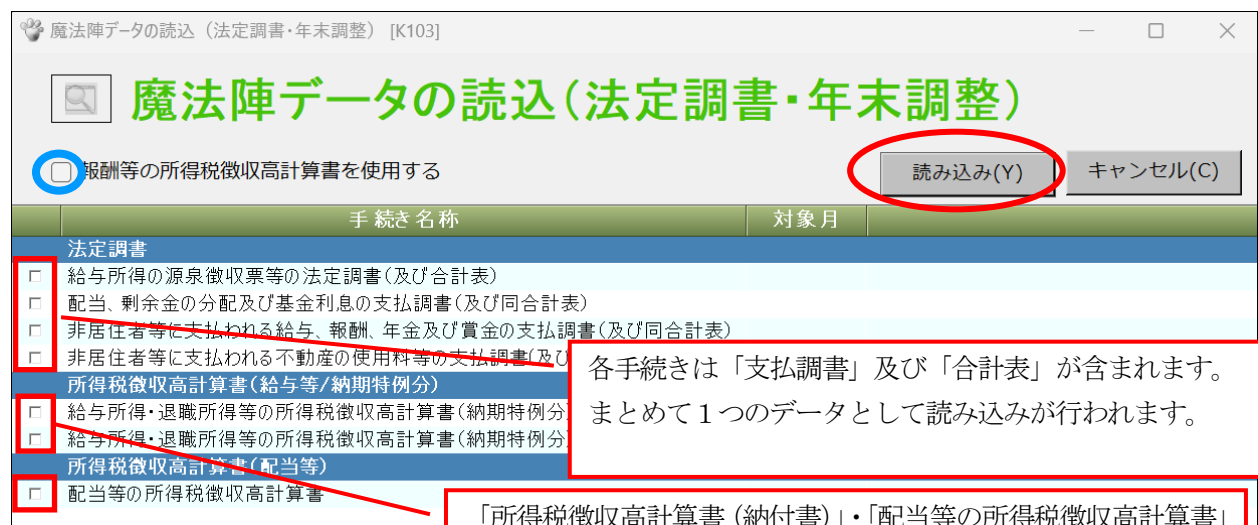 魔法陣データの読込（法定調書・年末調整） [K103]
魔法陣データの読込（法定調書・年末調整）
報酬等の所得税徴収高計算書を使用する
読み込み(Y)
キャンセル(C)
手続き名称
対象月
法定調書
給与所得の源泉徴収票等の法定調書(及び合計表)
配当、剰余金の分配及び基金利息の支払調書(及び同合計表)
非居住者等に支払われる給与、報酬、年金及び賞金の支払調書(及び同合計表)
非居住者等に支払われる不動産の使用料等の支払調書(及び
所得税徴収高計算書(給与等/納期特例分)
給与所得・退職所得等の所得税徴収高計算書(納期特例分
給与所得・退職所得等の所得税徴収高計算書(納期特例分
所得税徴収高計算書(配当等)
配当等の所得税徴収高計算書
各手続きは「支払調書」及び「合計表」が含まれます。
まとめて１つのデータとして読み込みが行われます。
「所得税徴収高計算書（納付書）」・「配当等の所得税徴収高計算書」